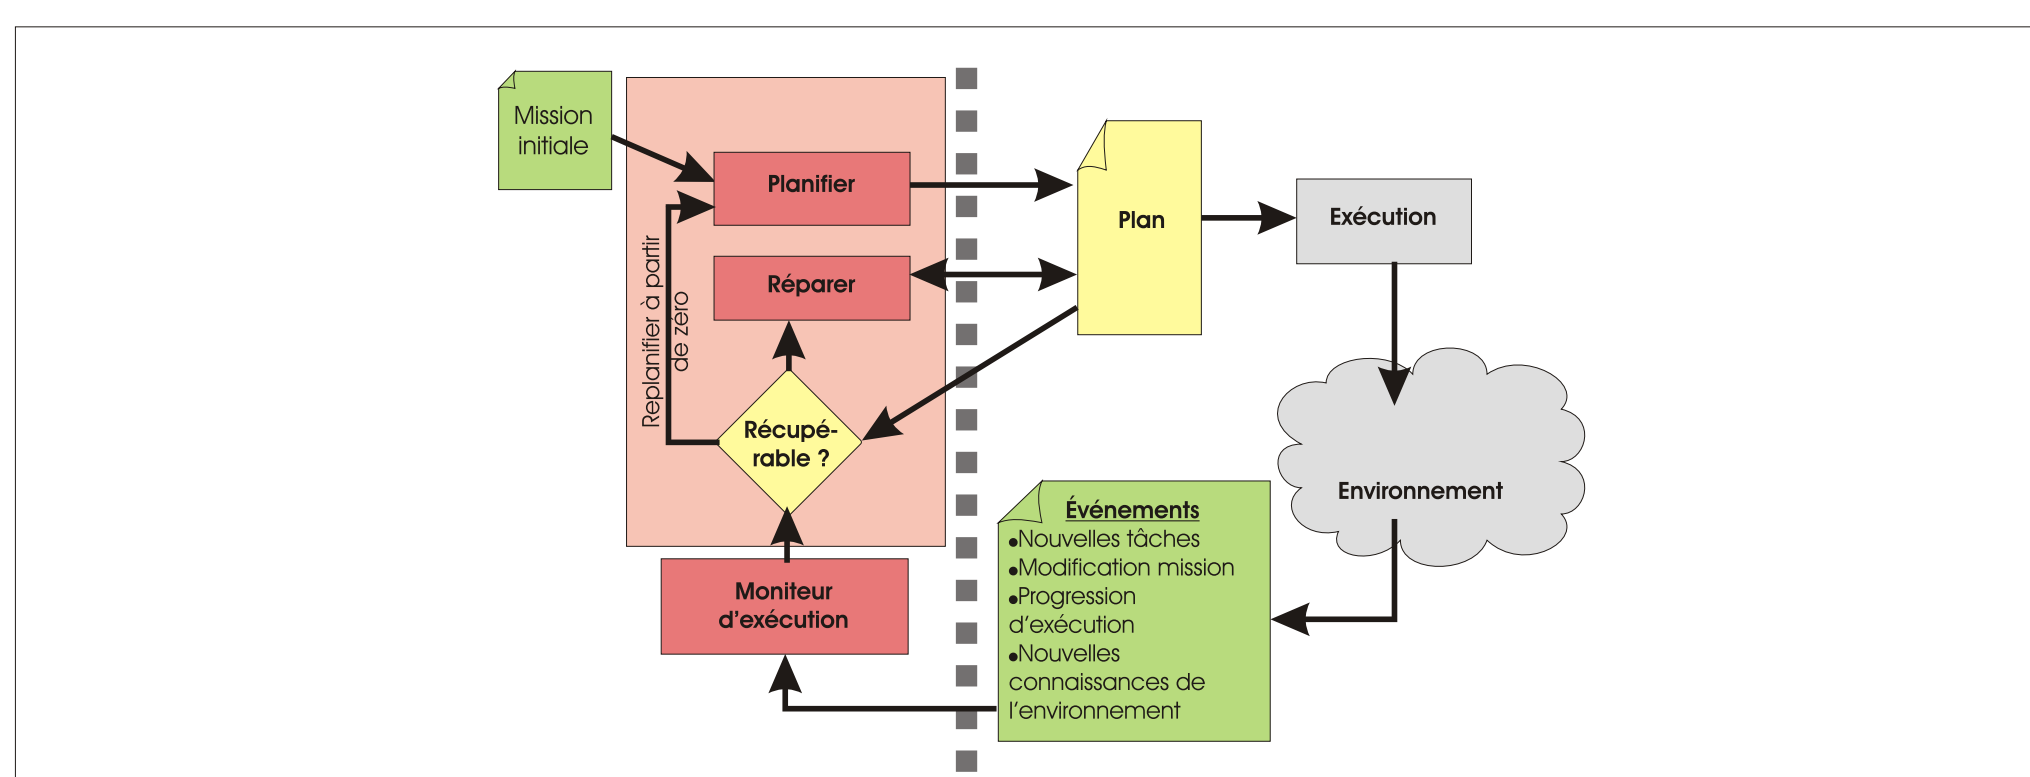 Mission
initiale
Planifier
Réparer
Replanifier à partir
de zéro
Récupé-
rable ?
Moniteur
d'exécution
Plan
Exécution
Environnement
Événements
•Nouvelles tâches
•Modification mission
•Progression
d'exécution
•Nouvelles
connaissances de
l'environnement